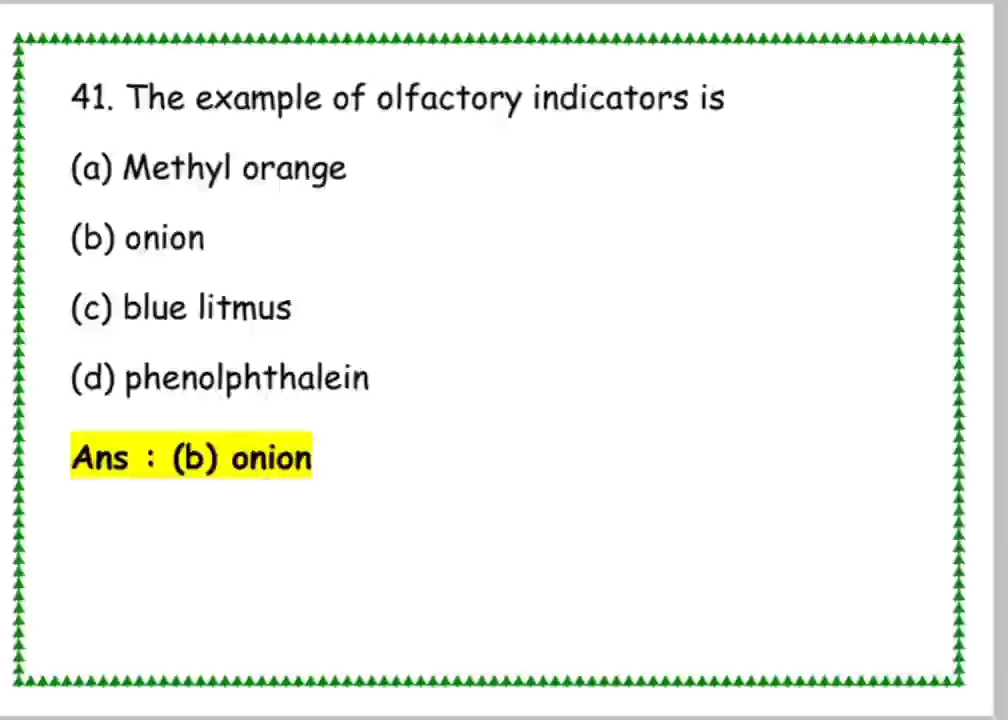 41. The example of olfactory indicators is
(a) Methyl orange
(b) onion
(c) blue litmus
(d) phenolphthalein
Ans : (b) onion